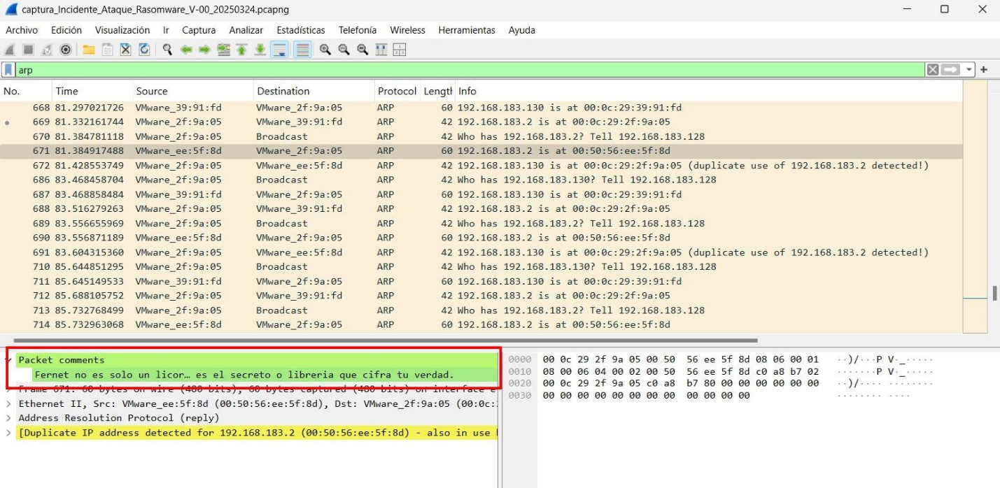 captura_Incidente_Ataque_Rasomware_V-00_20250324.pcapng
Archivo Edición Visualización Ir Captura Analizar Estadísticas Telefonía Wireless Herramientas Ayuda
arp
No. Time Source Destination Protocol Lengtl Info
668 81.297021726 VMware_39:91:fd VMware_2f:9a:05 ARP 60 192.168.183.130 is at 00:0c:29:39:91:fd
669 81.332161744 VMware_2f:9a:05 VMware_39:91:fd ARP 42 192.168.183.2 is at 00:0c:29:2f:9a:05
670 81.384781118 VMware_2f:9a:05 Broadcast ARP 42 Who has 192.168.183.2? Tell 192.168.183.128
671 81.384917488 VMware_ee:5f:8d VMware_2f:9a:05 ARP 60 192.168.183.2 is at 00:50:56:ee:5f:8d
672 81.428553749 VMware_2f:9a:05 VMware_ee:5f:8d ARP 42 192.168.183.130 is at 00:0c:29:2f:9a:05 (duplicate use of 192.168.183.2 detected!)
686 83.468458704 VMware_2f:9a:05 Broadcast ARP 42 Who has 192.168.183.130? Tell 192.168.183.128
687 83.468858484 VMware_39:91:fd VMware_2f:9a:05 ARP 60 192.168.183.130 is at 00:0c:29:39:91:fd
688 83.516279263 VMware_2f:9a:05 VMware_39:91:fd ARP 42 192.168.183.2 is at 00:0c:29:2f:9a:05
689 83.556655969 VMware_2f:9a:05 Broadcast ARP 42 Who has 192.168.183.2? Tell 192.168.183.128
690 83.556871189 VMware_ee:5f:8d VMware_2f:9a:05 ARP 60 192.168.183.2 is at 00:50:56:ee:5f:8d
691 83.604315360 VMware_2f:9a:05 VMware_ee:5f:8d ARP 42 192.168.183.130 is at 00:0c:29:2f:9a:05 (duplicate use of 192.168.183.2 detected!)
710 85.644851295 VMware_2f:9a:05 Broadcast ARP 42 Who has 192.168.183.130? Tell 192.168.183.128
711 85.645149533 VMware_39:91:fd VMware_2f:9a:05 ARP 60 192.168.183.130 is at 00:0c:29:39:91:fd
712 85.688105752 VMware_2f:9a:05 VMware_39:91:fd ARP 42 192.168.183.2 is at 00:0c:29:2f:9a:05
713 85.732768499 VMware_2f:9a:05 Broadcast ARP 42 Who has 192.168.183.2? Tell 192.168.183.128
714 85.732963068 VMware_ee:5f:8d VMware_2f:9a:05 ARP 60 192.168.183.2 is at 00:50:56:ee:5f:8d
Packet comments
Fernet no es solo un licor… es el secreto o libreria que cifra tu verdad.
Frame 671: 60 bytes on wire (480 bits), 60 bytes captured (480 bits) on interface e
Ethernet II, Src: VMware_ee:5f:8d (00:50:56:ee:5f:8d), Dst: VMware_2f:9a:05 (00:0c:
Address Resolution Protocol (reply)
[Duplicate IP address detected for 192.168.183.2 (00:50:56:ee:5f:8d) - also in use
0000 00 0c 29 2f 9a 05 00 50 56 ee 5f 8d 08 06 00 01 ··)/···P V·_·····
0010 08 00 06 04 00 02 00 50 56 ee 5f 8d c0 a8 b7 02 ·······P V·_·····
0020 00 0c 29 2f 9a 05 c0 a8 b7 80 00 00 00 00 00 00 ··)/···· ········
0030 00 00 00 00 00 00 00 00 00 00 00 00 ········ ····